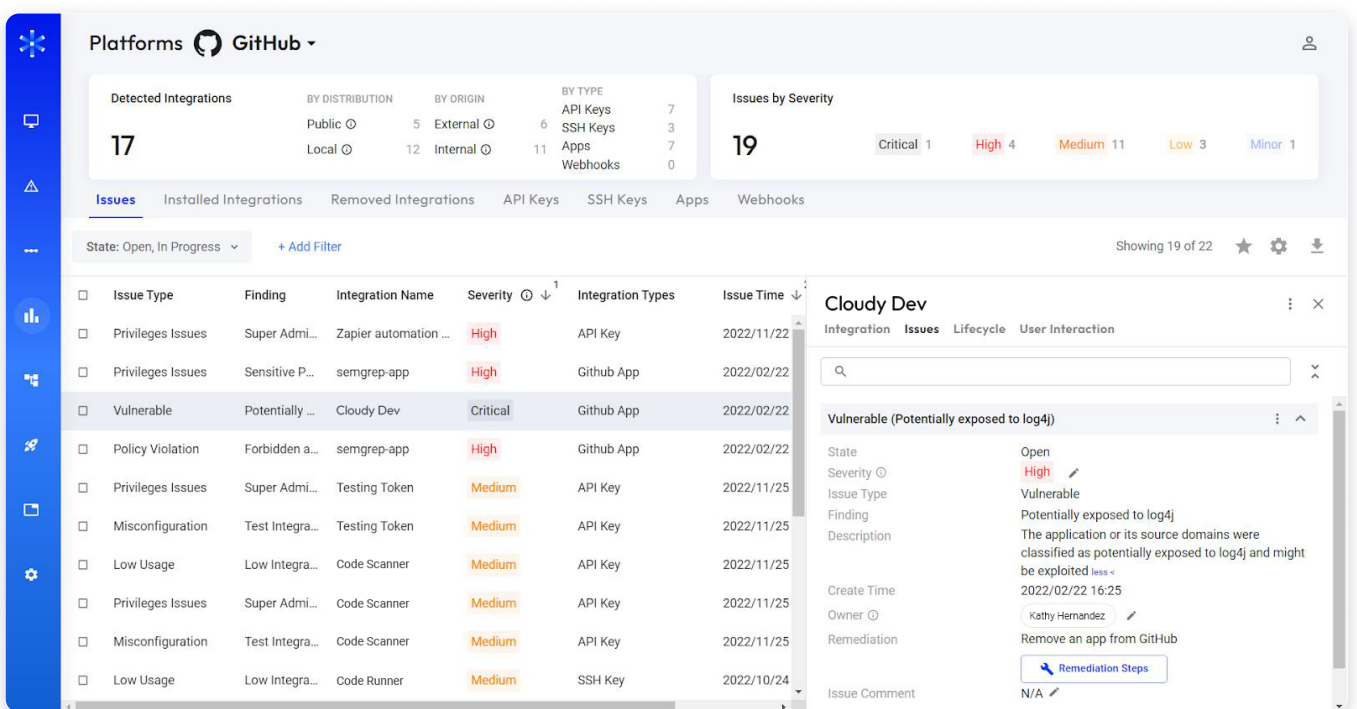 Platforms GitHub
Detected Integrations
17
BY DISTRIBUTION
Public 5
Local 12
BY ORIGIN
External 6
Internal 11
BY TYPE
API Keys 7
SSH Keys 3
Apps 7
Webhooks 0
Issues by Severity
19 Critical 1 High 4 Medium 11 Low 3 Minor 1
Issues Installed Integrations Removed Integrations API Keys SSH Keys Apps Webhooks
State: Open, In Progress + Add Filter Showing 19 of 22
Issue Type Finding Integration Name Severity 1 Integration Types Issue Time
Privileges Issues Super Admi... Zapier automation ... High API Key 2022/11/22
Privileges Issues Sensitive P... semgrep-app High Github App 2022/02/22
Vulnerable Potentially ... Cloudy Dev Critical Github App 2022/02/22
Policy Violation Forbidden a... semgrep-app High Github App 2022/02/22
Privileges Issues Super Admi... Testing Token Medium API Key 2022/11/25
Misconfiguration Test Integra... Testing Token Medium API Key 2022/11/25
Low Usage Low Integra... Code Scanner Medium API Key 2022/11/25
Privileges Issues Super Admi... Code Scanner Medium API Key 2022/11/25
Misconfiguration Test Integra... Code Scanner Medium API Key 2022/11/25
Low Usage Low Integra... Code Runner Medium SSH Key 2022/10/24
Cloudy Dev
Integration Issues Lifecycle User Interaction
Vulnerable (Potentially exposed to log4j)
State Open
Severity High
Issue Type Vulnerable
Finding Potentially exposed to log4j
Description The application or its source domains were
classified as potentially exposed to log4j and might
be exploited less <
Create Time 2022/02/22 16:25
Owner Kathy Hernandez
Remediation Remove an app from GitHub
Remediation Steps
Issue Comment N/A